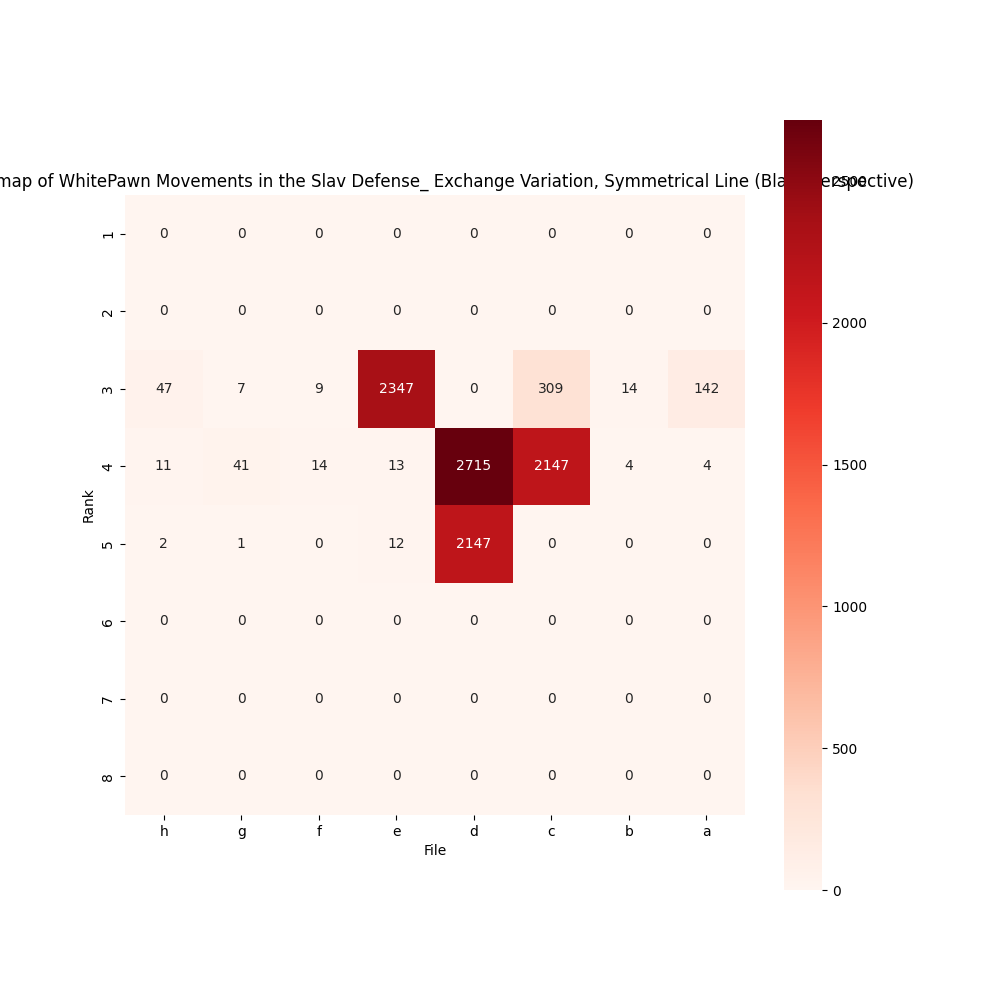 map of WhitePawn Movements in the Slav Defense_ Exchange Variation, Symmetrical Line (Black Perspective)
2500
1 0 0 0 0 0 0 0 0
2 0 0 0 0 0 0 0 0
2000
3 47 7 9 2347 0 309 14 142
4 11 41 14 13 2715 2147 4 4
1500
Rank
5 2 1 0 12 2147 0 0 0
1000
6 0 0 0 0 0 0 0 0
7 0 0 0 0 0 0 0 0
500
8 0 0 0 0 0 0 0 0
h g f e d c b a
File
0